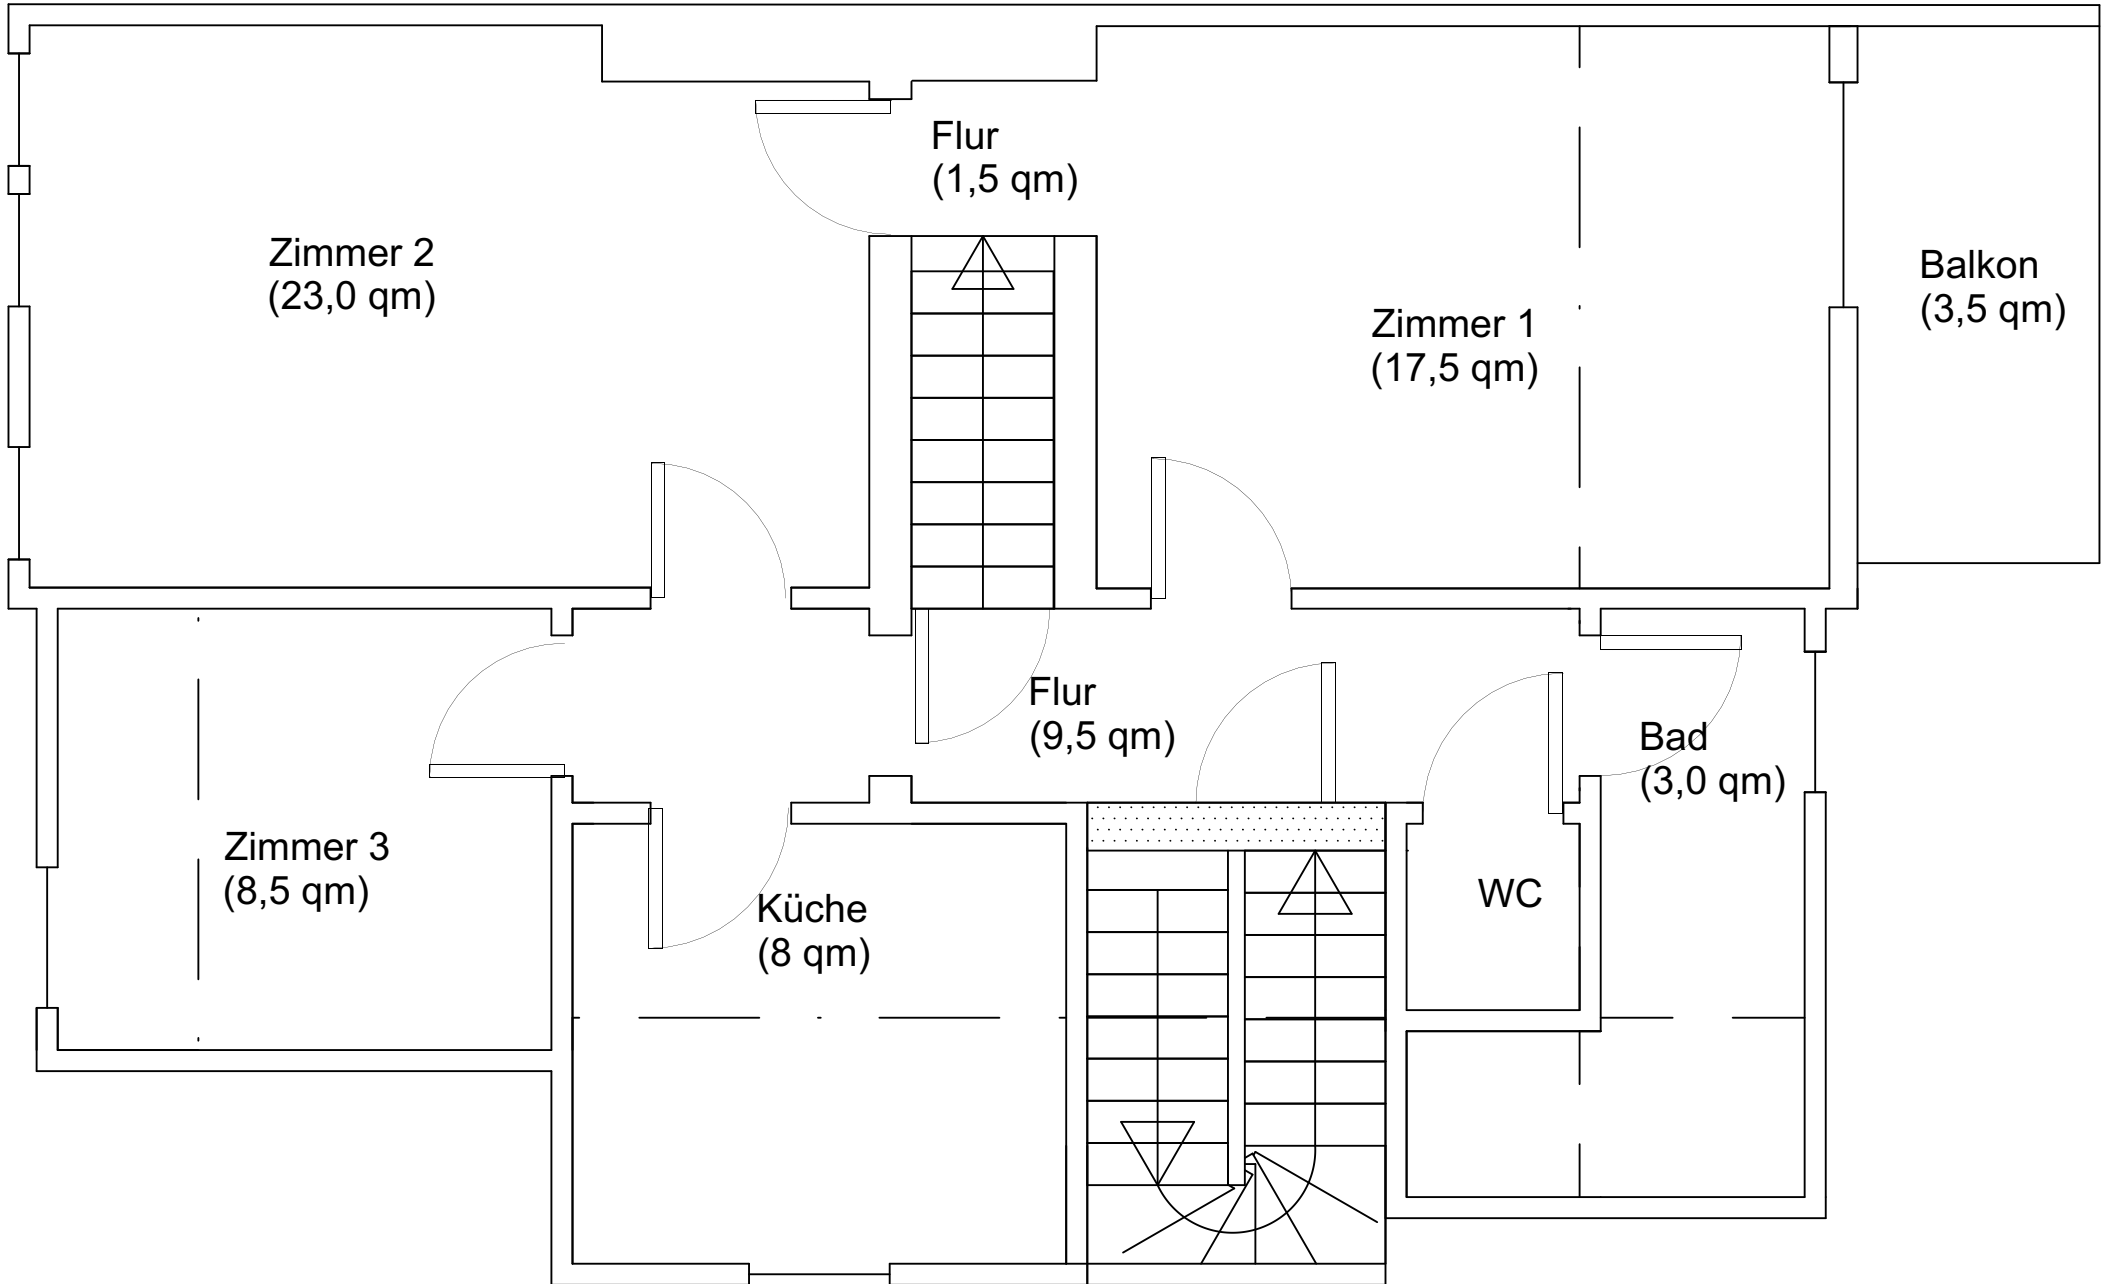 Flur
(1,5 qm)
Zimmer 2
(23,0 qm)
Balkon
(3,5 qm)
Zimmer 1
(17,5 qm)
Flur
(9,5 qm)
Bad
(3,0 qm)
Zimmer 3
(8,5 qm)
Küche
(8 qm)
WC